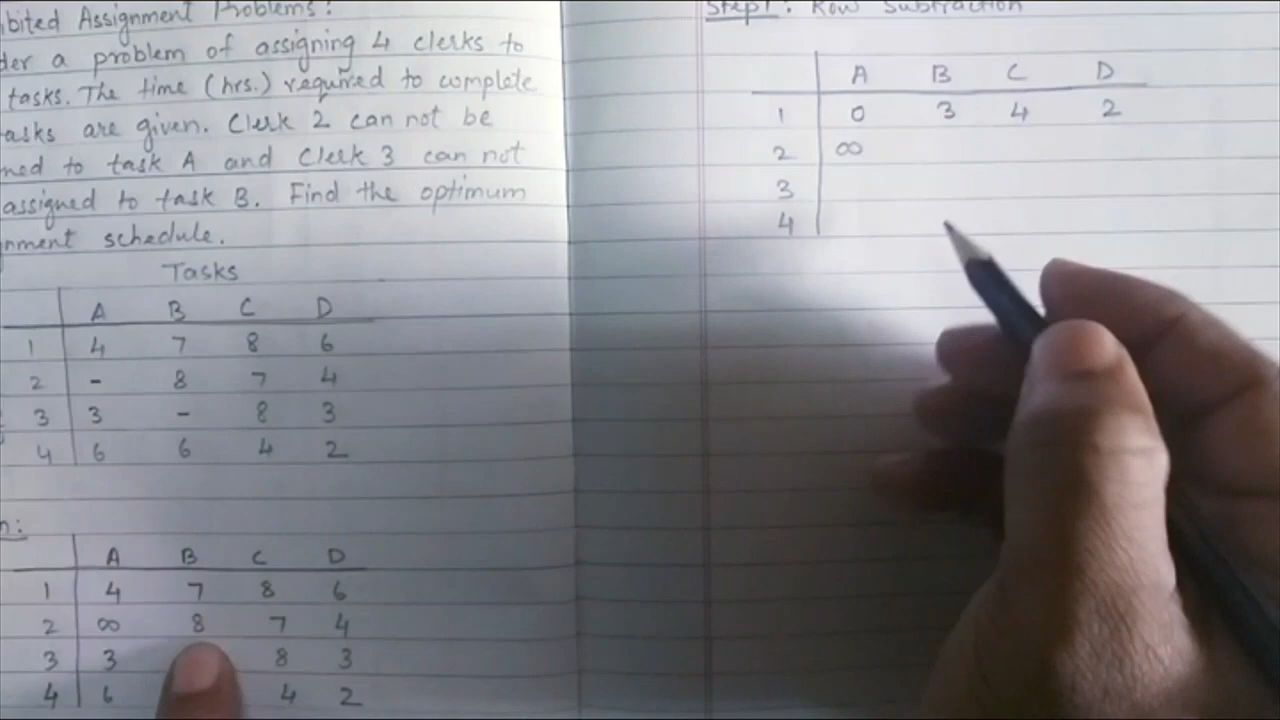 ibited Assignment Problems:
der a problem of assigning 4 clerks to
tasks. The time (hrs.) required to complete
asks are given. Clerk 2 can not be
ned to task A and Clerk 3 can not
assigned to task B. Find the optimum
nment schedule.
Tasks
A B C D
1 4 7 8 6
2 - 8 7 4
3 3 - 8 3
4 6 6 4 2
n:
A B C D
1 4 7 8 6
2 ∞ 8 7 4
3 3 8 3
4 6 4 2
Step1: Row Subtraction
A B C D
1 0 3 4 2
2 ∞
3
4